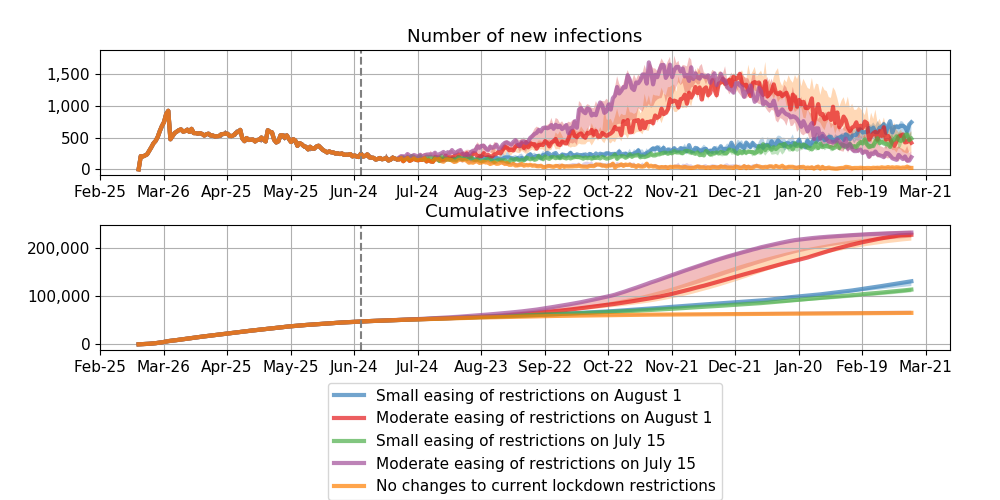 Number of new infections
1,500
1,000
500
0
Feb-25 Mar-26 Apr-25 May-25 Jun-24 Jul-24 Aug-23 Sep-22 Oct-22 Nov-21 Dec-21 Jan-20 Feb-19 Mar-21
Cumulative infections
200,000
100,000
0
Feb-25 Mar-26 Apr-25 May-25 Jun-24 Jul-24 Aug-23 Sep-22 Oct-22 Nov-21 Dec-21 Jan-20 Feb-19 Mar-21
Small easing of restrictions on August 1
Moderate easing of restrictions on August 1
Small easing of restrictions on July 15
Moderate easing of restrictions on July 15
No changes to current lockdown restrictions